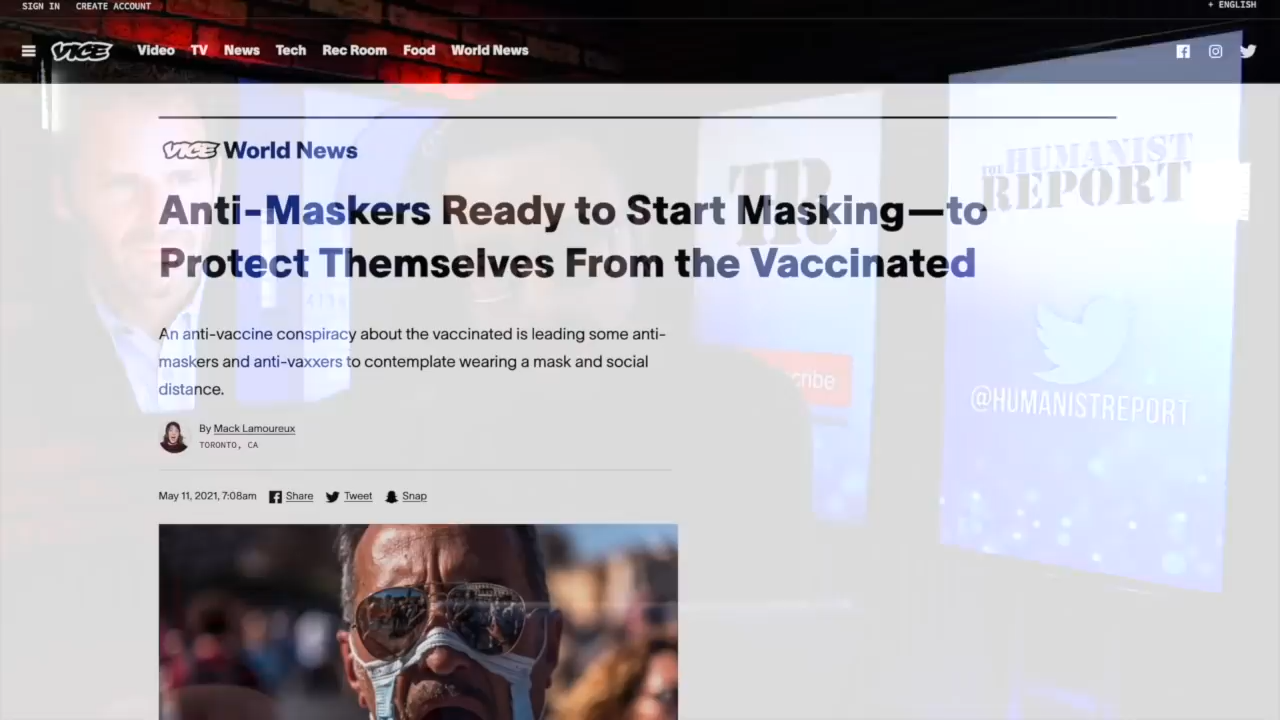 SIGN IN CREATE ACCOUNT + ENGLISH
VICE Video TV News Tech Rec Room Food World News
VICE World News
THE HUMANIST
REPORT
HR
Anti-Maskers Ready to Start Masking—to
Protect Themselves From the Vaccinated
An anti-vaccine conspiracy about the vaccinated is leading some anti-
maskers and anti-vaxxers to contemplate wearing a mask and social
distance.
cribe
@HUMANISTREPORT
By Mack Lamoureux
TORONTO, CA
May 11, 2021, 7:08am Share Tweet Snap